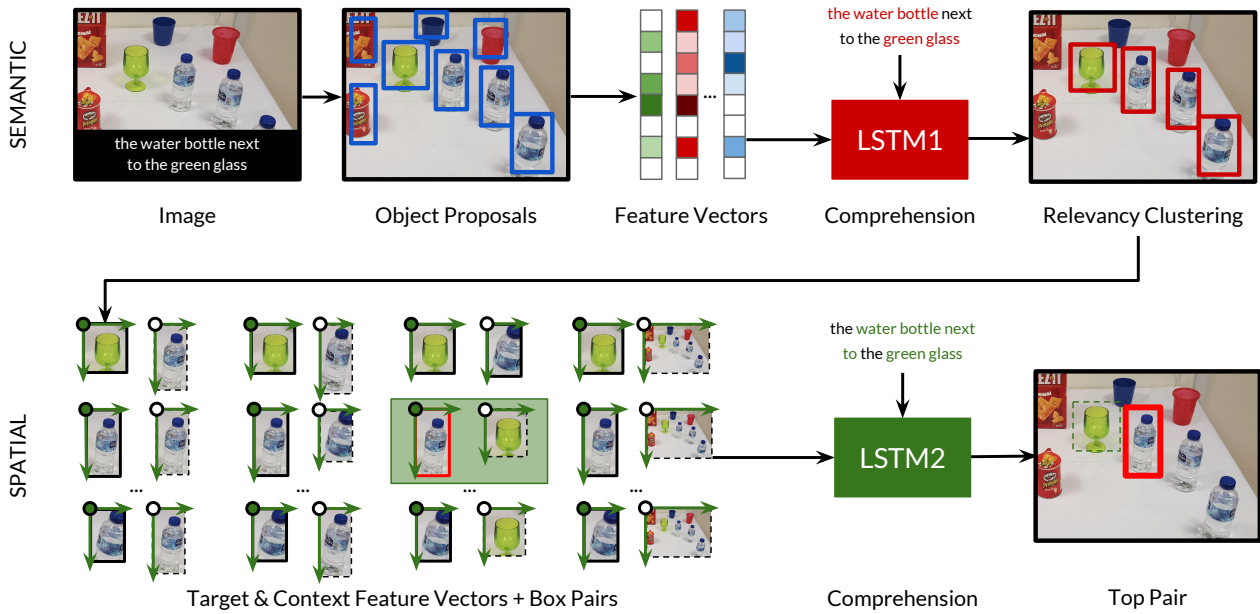 SEMANTIC
the water bottle next
to the green glass
Image
Object Proposals
...
Feature Vectors
the water bottle next
to the green glass
LSTM1
Comprehension
Relevancy Clustering
SPATIAL
...
...
...
...
Target & Context Feature Vectors + Box Pairs
the water bottle next
to the green glass
LSTM2
Comprehension
EZ-IT
Top Pair